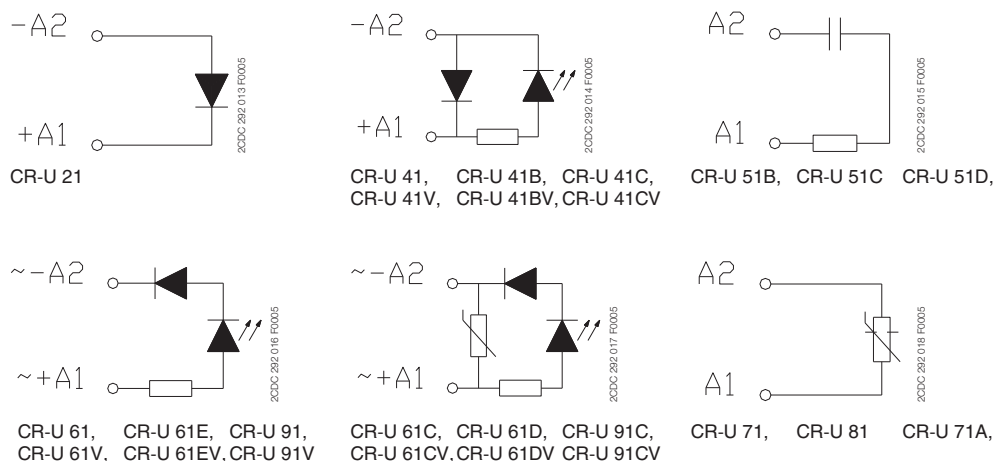 -A2
+A1
2CDC 292 013 F0005
CR-U 21
-A2
+A1
2CDC 292 014 F0005
CR-U 41, CR-U 41B, CR-U 41C,
CR-U 41V, CR-U 41BV, CR-U 41CV
A2
A1
2CDC 292 015 F0005
CR-U 51B, CR-U 51C CR-U 51D,
~-A2
~+A1
2CDC 292 016 F0005
CR-U 61, CR-U 61E, CR-U 91,
CR-U 61V, CR-U 61EV, CR-U 91V
~-A2
~+A1
2CDC 292 017 F0005
CR-U 61C, CR-U 61D, CR-U 91C,
CR-U 61CV, CR-U 61DV CR-U 91CV
A2
A1
2CDC 292 018 F0005
CR-U 71, CR-U 81 CR-U 71A,